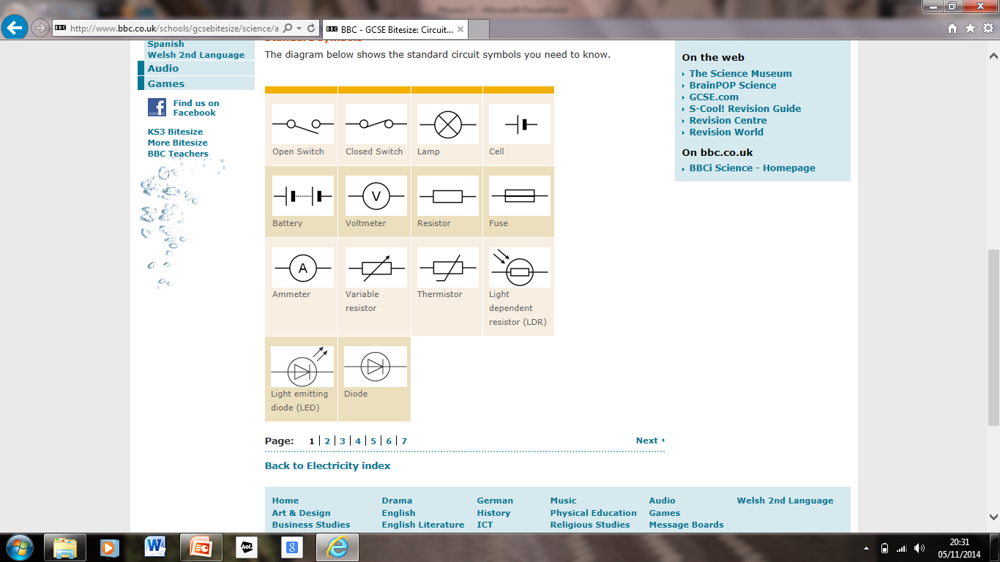 http://www.bbc.co.uk/schools/gcsebitesize/science/a
BBC - GCSE Bitesize: Circuit...
Spanish
Welsh 2nd Language
Audio
Games
Find us on
Facebook
KS3 Bitesize
More Bitesize
BBC Teachers
The diagram below shows the standard circuit symbols you need to know.
Open Switch
Closed Switch
Lamp
Cell
V
Battery
Voltmeter
Resistor
Fuse
A
Ammeter
Variable
resistor
Thermistor
Light
dependent
resistor (LDR)
Light emitting
diode (LED)
Diode
Page: 1 2 3 4 5 6 7
Next
Back to Electricity index
On the web
The Science Museum
BrainPOP Science
GCSE.com
S-Cool! Revision Guide
Revision Centre
Revision World
On bbc.co.uk
BBCi Science - Homepage
Home Drama German Music Audio Welsh 2nd Language
Art & Design English History Physical Education Games
Business Studies English Literature ICT Religious Studies Message Boards
Aol.
20:31
05/11/2014